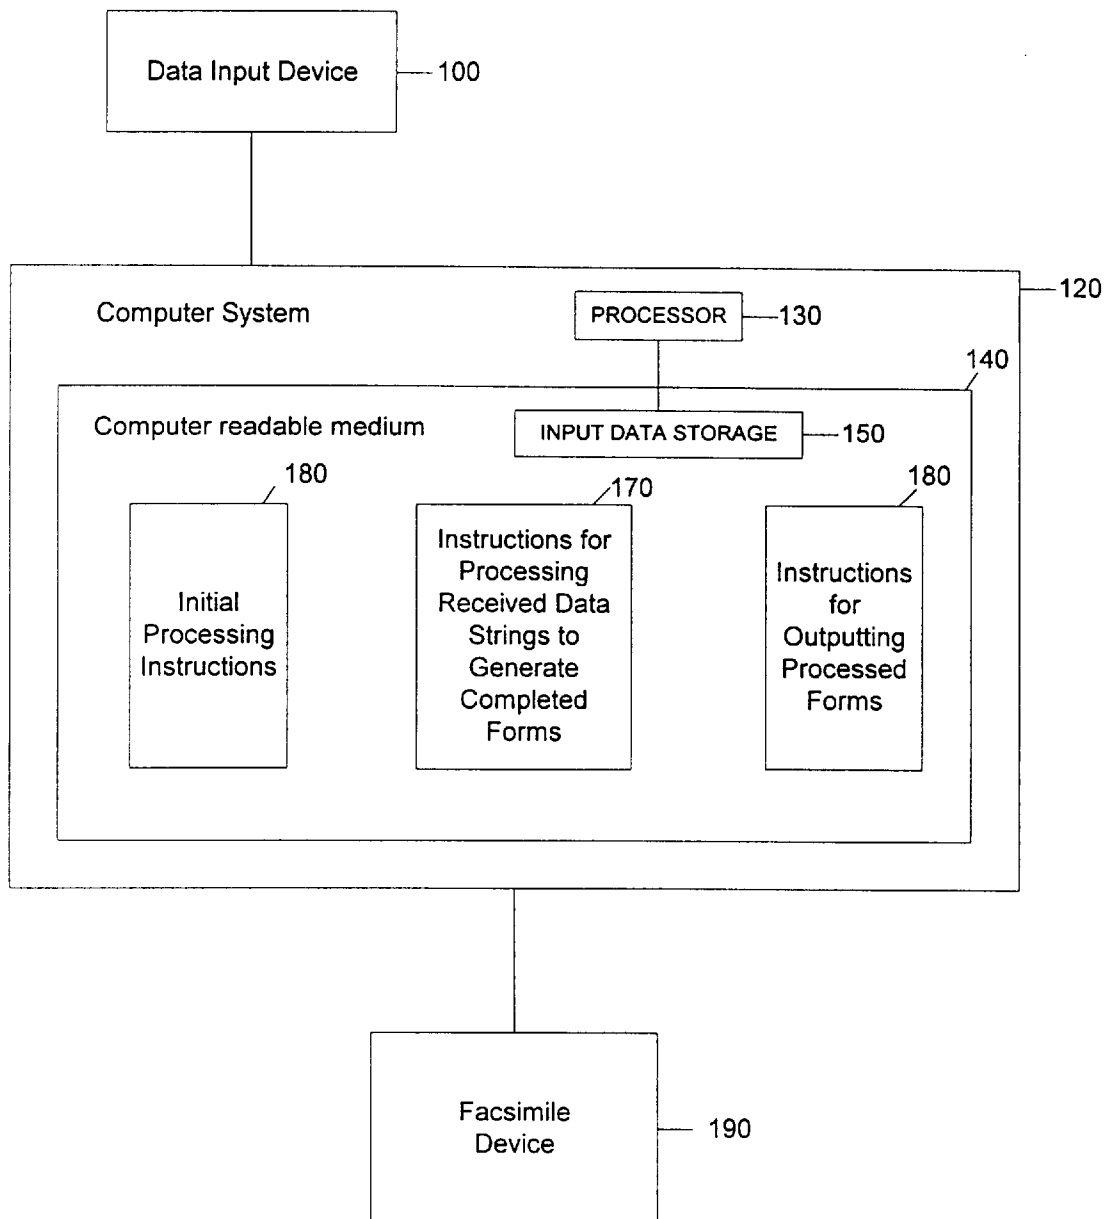 Data Input Device
100
120
Computer System
PROCESSOR
130
140
Computer readable medium
INPUT DATA STORAGE
150
180
170
180
Initial
Processing
Instructions
Instructions for
Processing
Received Data
Strings to
Generate
Completed
Forms
Instructions
for
Outputting
Processed
Forms
Facsimile
Device
190